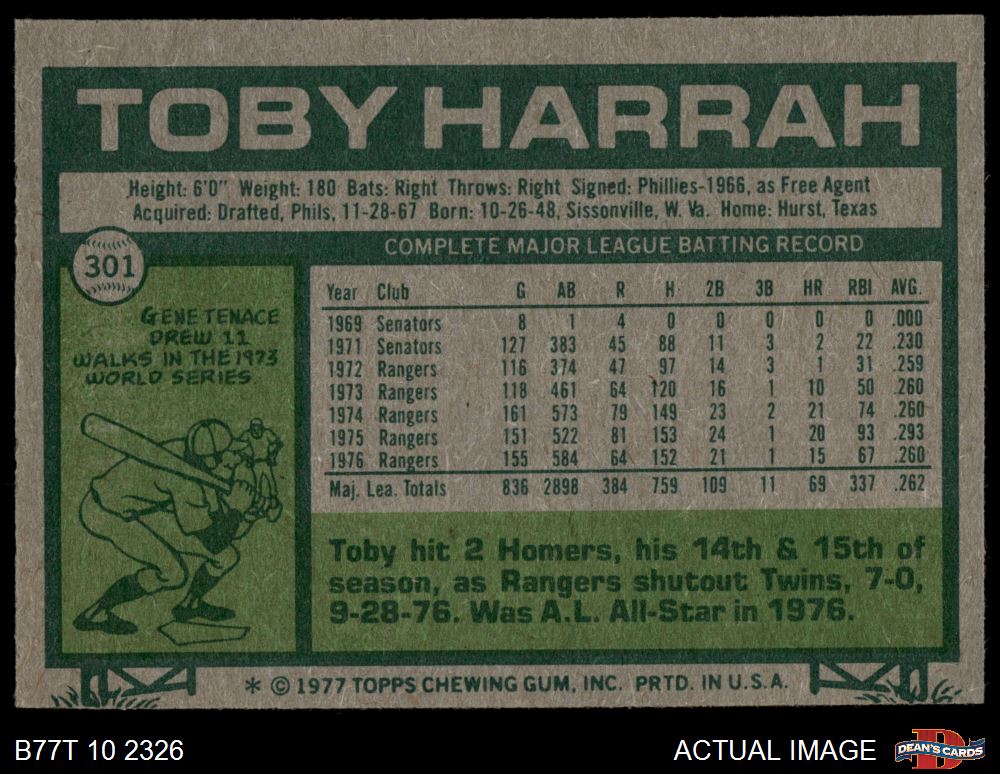 TOBY HARRAH
Height: 6'0" Weight: 180 Bats: Right Throws: Right Signed: Phillies-1966, as Free Agent
Acquired: Drafted, Phils, 11-28-67 Born: 10-26-48, Sissonville, W. Va. Home: Hurst, Texas
301
GENE TENACE
DREW 11
WALKS IN THE 1973
WORLD SERIES
COMPLETE MAJOR LEAGUE BATTING RECORD
Year Club G AB R H 2B 3B HR RBI AVG.
1969 Senators 8 1 4 0 0 0 0 0 .000
1971 Senators 127 383 45 88 11 3 2 22 .230
1972 Rangers 116 374 47 97 14 3 1 31 .259
1973 Rangers 118 461 64 120 16 1 10 50 .260
1974 Rangers 161 573 79 149 23 2 21 74 .260
1975 Rangers 151 522 81 153 24 1 20 93 .293
1976 Rangers 155 584 64 152 21 1 15 67 .260
Maj. Lea. Totals 836 2898 384 759 109 11 69 337 .262
Toby hit 2 Homers, his 14th & 15th of
season, as Rangers shutout Twins, 7-0,
9-28-76. Was A.L. All-Star in 1976.
* © 1977 TOPPS CHEWING GUM, INC. PRTD. IN U.S.A.
B77T 10 2326
ACTUAL IMAGE
D
DEAN'S CARDS